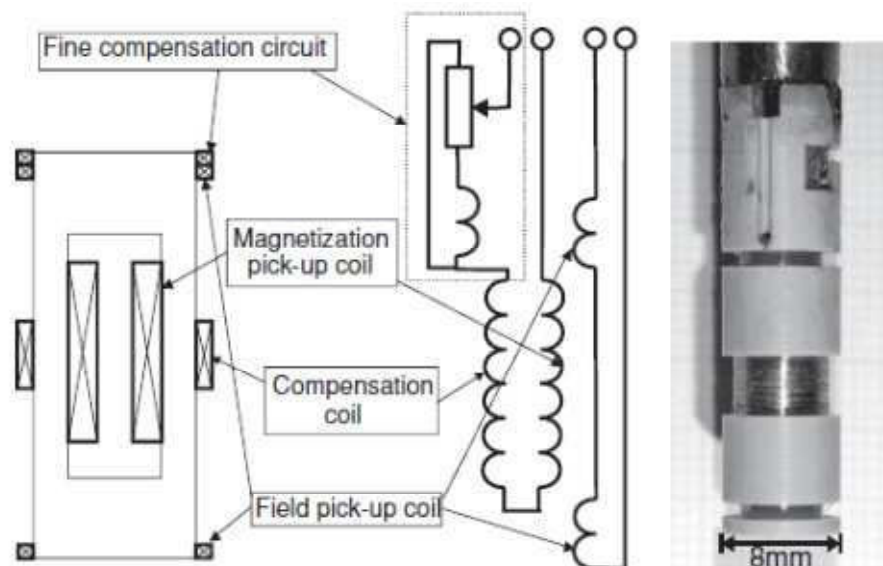 Fine compensation circuit
Magnetization
pick-up coil
Compensation
coil
Field pick-up coil
8mm